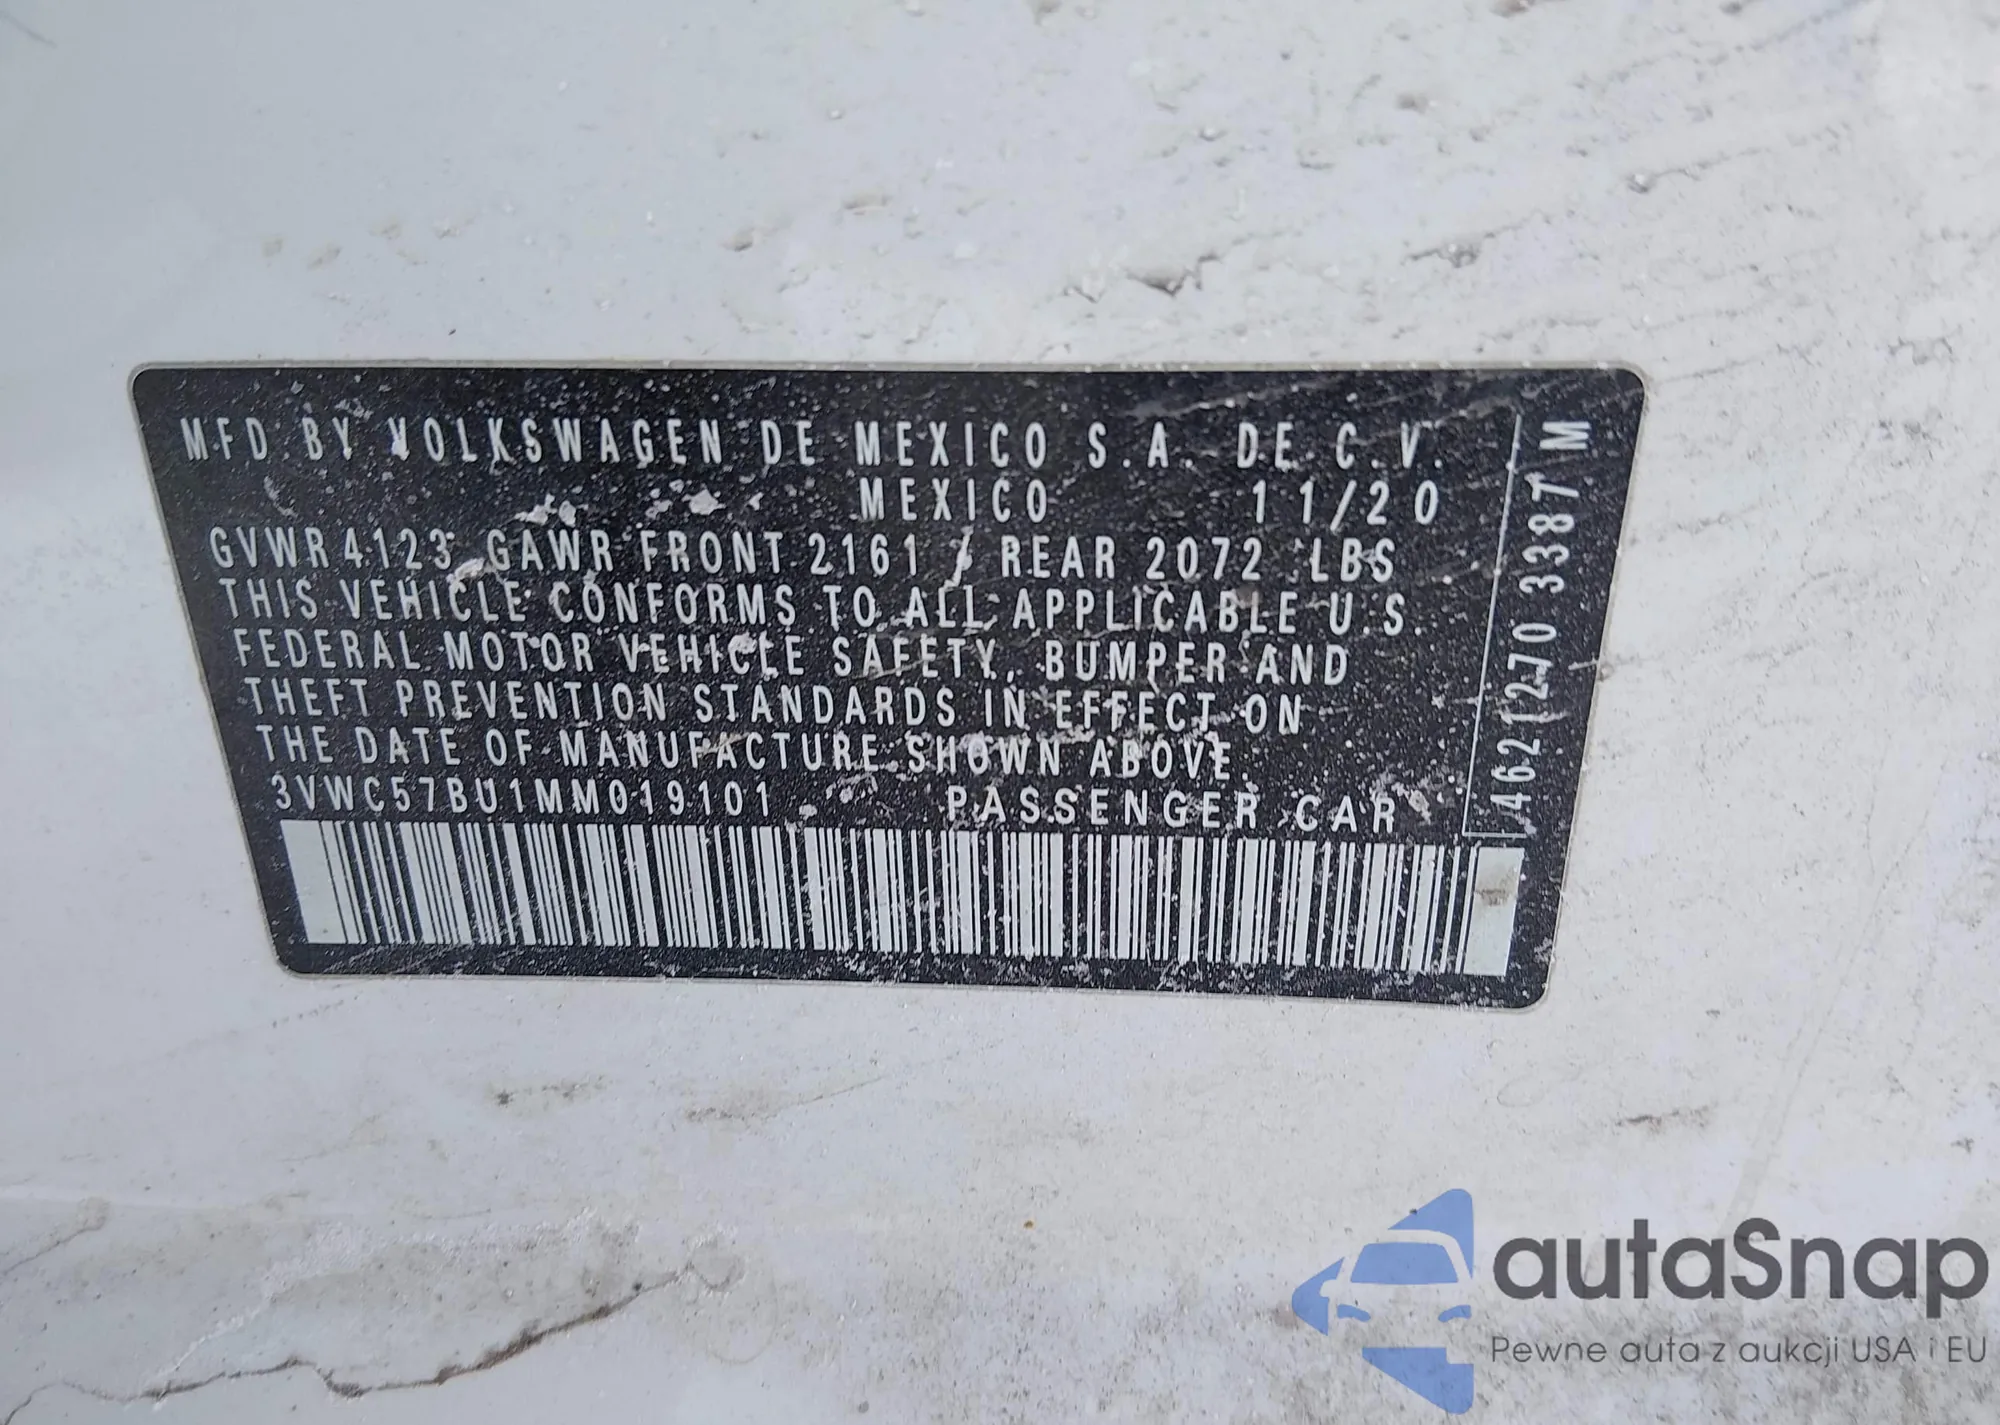 MFD. BY VOLKSWAGEN DE MEXICO S.A. DE C.V.
MEXICO 11/20
GVWR 4123 GAWR FRONT 2161 / REAR 2072 LBS
THIS VEHICLE CONFORMS TO ALL APPLICABLE U.S.
FEDERAL MOTOR VEHICLE SAFETY, BUMPER AND
THEFT PREVENTION STANDARDS IN EFFECT ON
THE DATE OF MANUFACTURE SHOWN ABOVE.
3VWC57BU1MM019101 PASSENGER CAR
4621270 3387 M
autaSnap
Pewne auta z aukcji USA i EU